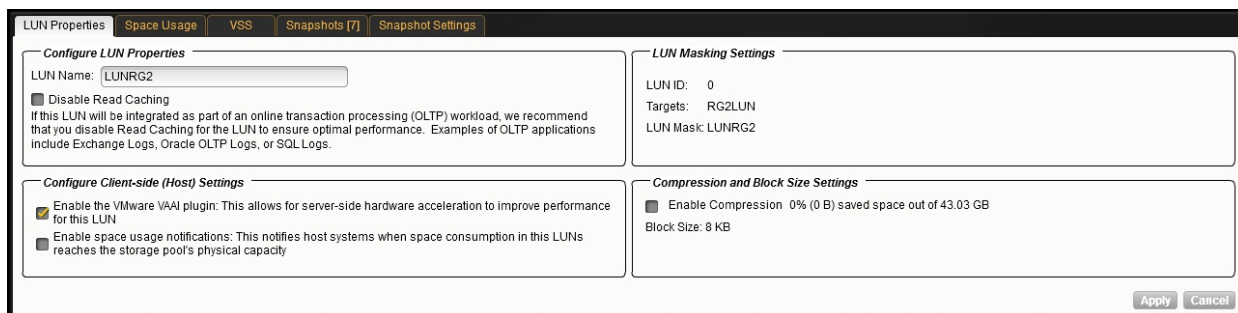 LUN Properties Space Usage VSS Snapshots [7] Snapshot Settings
Configure LUN Properties
LUN Name: LUNRG2
Disable Read Caching
If this LUN will be integrated as part of an online transaction processing (OLTP) workload, we recommend
that you disable Read Caching for the LUN to ensure optimal performance. Examples of OLTP applications
include Exchange Logs, Oracle OLTP Logs, or SQL Logs.
LUN Masking Settings
LUN ID: 0
Targets: RG2LUN
LUN Mask: LUNRG2
Configure Client-side (Host) Settings
Enable the VMware VAAI plugin: This allows for server-side hardware acceleration to improve performance
for this LUN
Enable space usage notifications: This notifies host systems when space consumption in this LUNs
reaches the storage pool's physical capacity
Compression and Block Size Settings
Enable Compression 0% (0 B) saved space out of 43.03 GB
Block Size: 8 KB
Apply Cancel